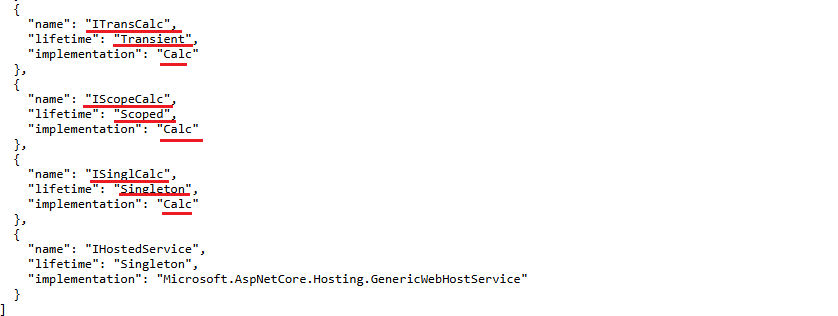 {
"name": "ITransCalc",
"lifetime": "Transient",
"implementation": "Calc"
},
{
"name": "IScopeCalc",
"lifetime": "Scoped",
"implementation": "Calc"
},
{
"name": "ISinglCalc",
"lifetime": "Singleton",
"implementation": "Calc"
},
{
"name": "IHostedService",
"lifetime": "Singleton",
"implementation": "Microsoft.AspNetCore.Hosting.GenericWebHostService"
}
]